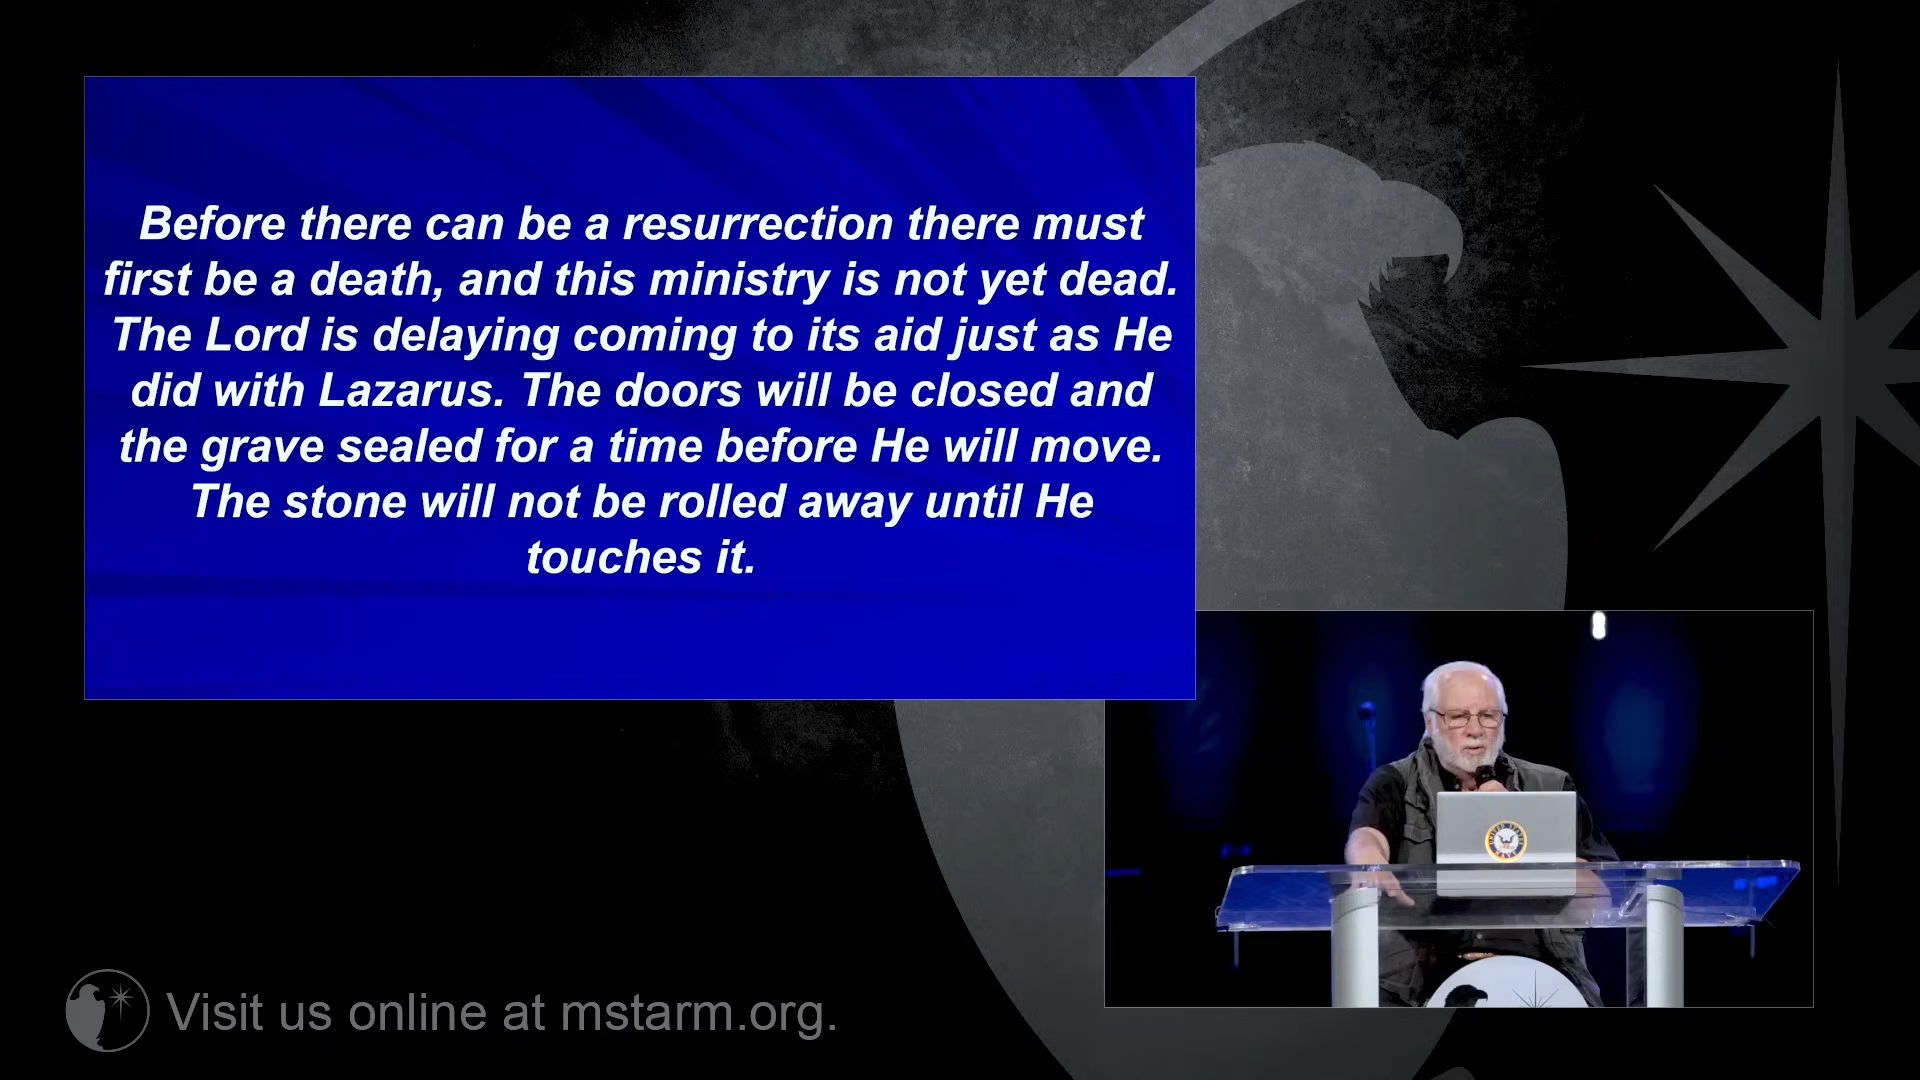 Before there can be a resurrection there must
first be a death, and this ministry is not yet dead.
The Lord is delaying coming to its aid just as He
did with Lazarus. The doors will be closed and
the grave sealed for a time before He will move.
The stone will not be rolled away until He
touches it.
UNITED STATES
NAVY
Visit us online at mstarm.org.